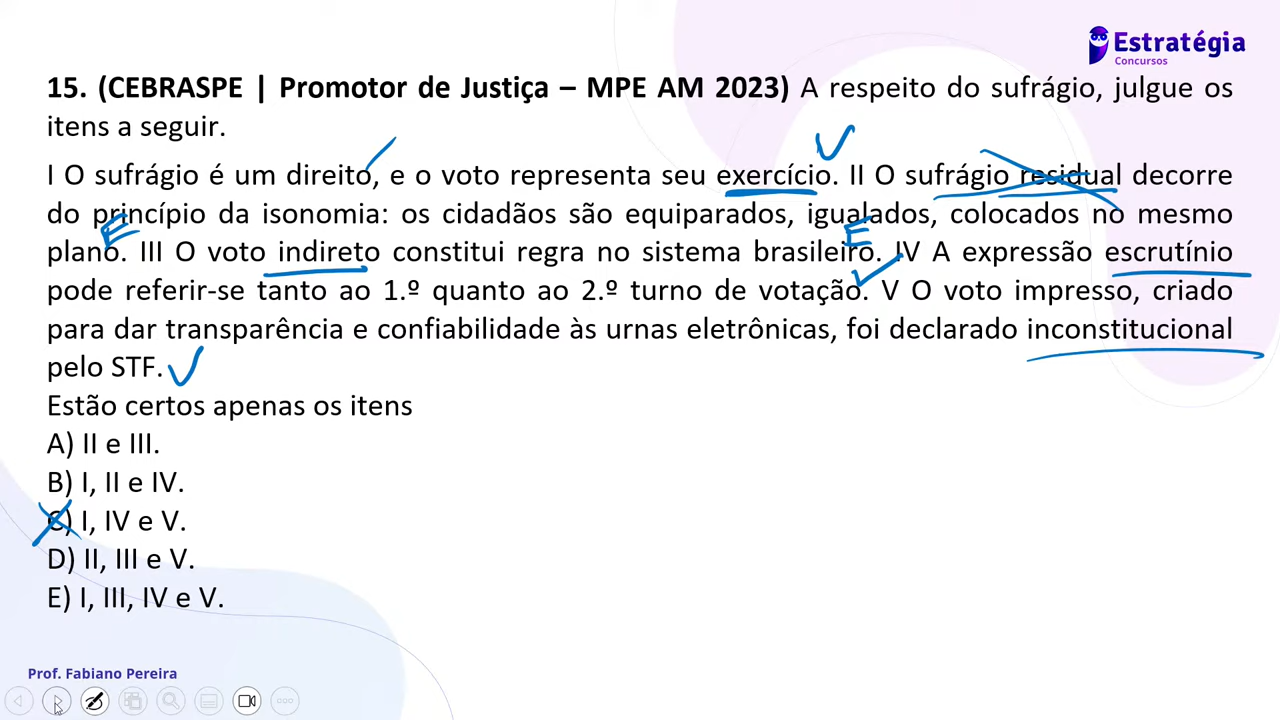 Estratégia
Concursos
15. (CEBRASPE | Promotor de Justiça – MPE AM 2023) A respeito do sufrágio, julgue os
itens a seguir.
V
I O sufrágio é um direito, e o voto representa seu exercício. II O sufrágio residual decorre
do princípio da isonomia: os cidadãos são equiparados, igualados, colocados no mesmo
E E
plano. III O voto indireto constitui regra no sistema brasileiro. IV A expressão escrutínio
pode referir-se tanto ao 1.º quanto ao 2.º turno de votação. V O voto impresso, criado
para dar transparência e confiabilidade às urnas eletrônicas, foi declarado inconstitucional
pelo STF. V
Estão certos apenas os itens
A) II e III.
B) I, II e IV.
C) I, IV e V.
D) II, III e V.
E) I, III, IV e V.
Prof. Fabiano Pereira